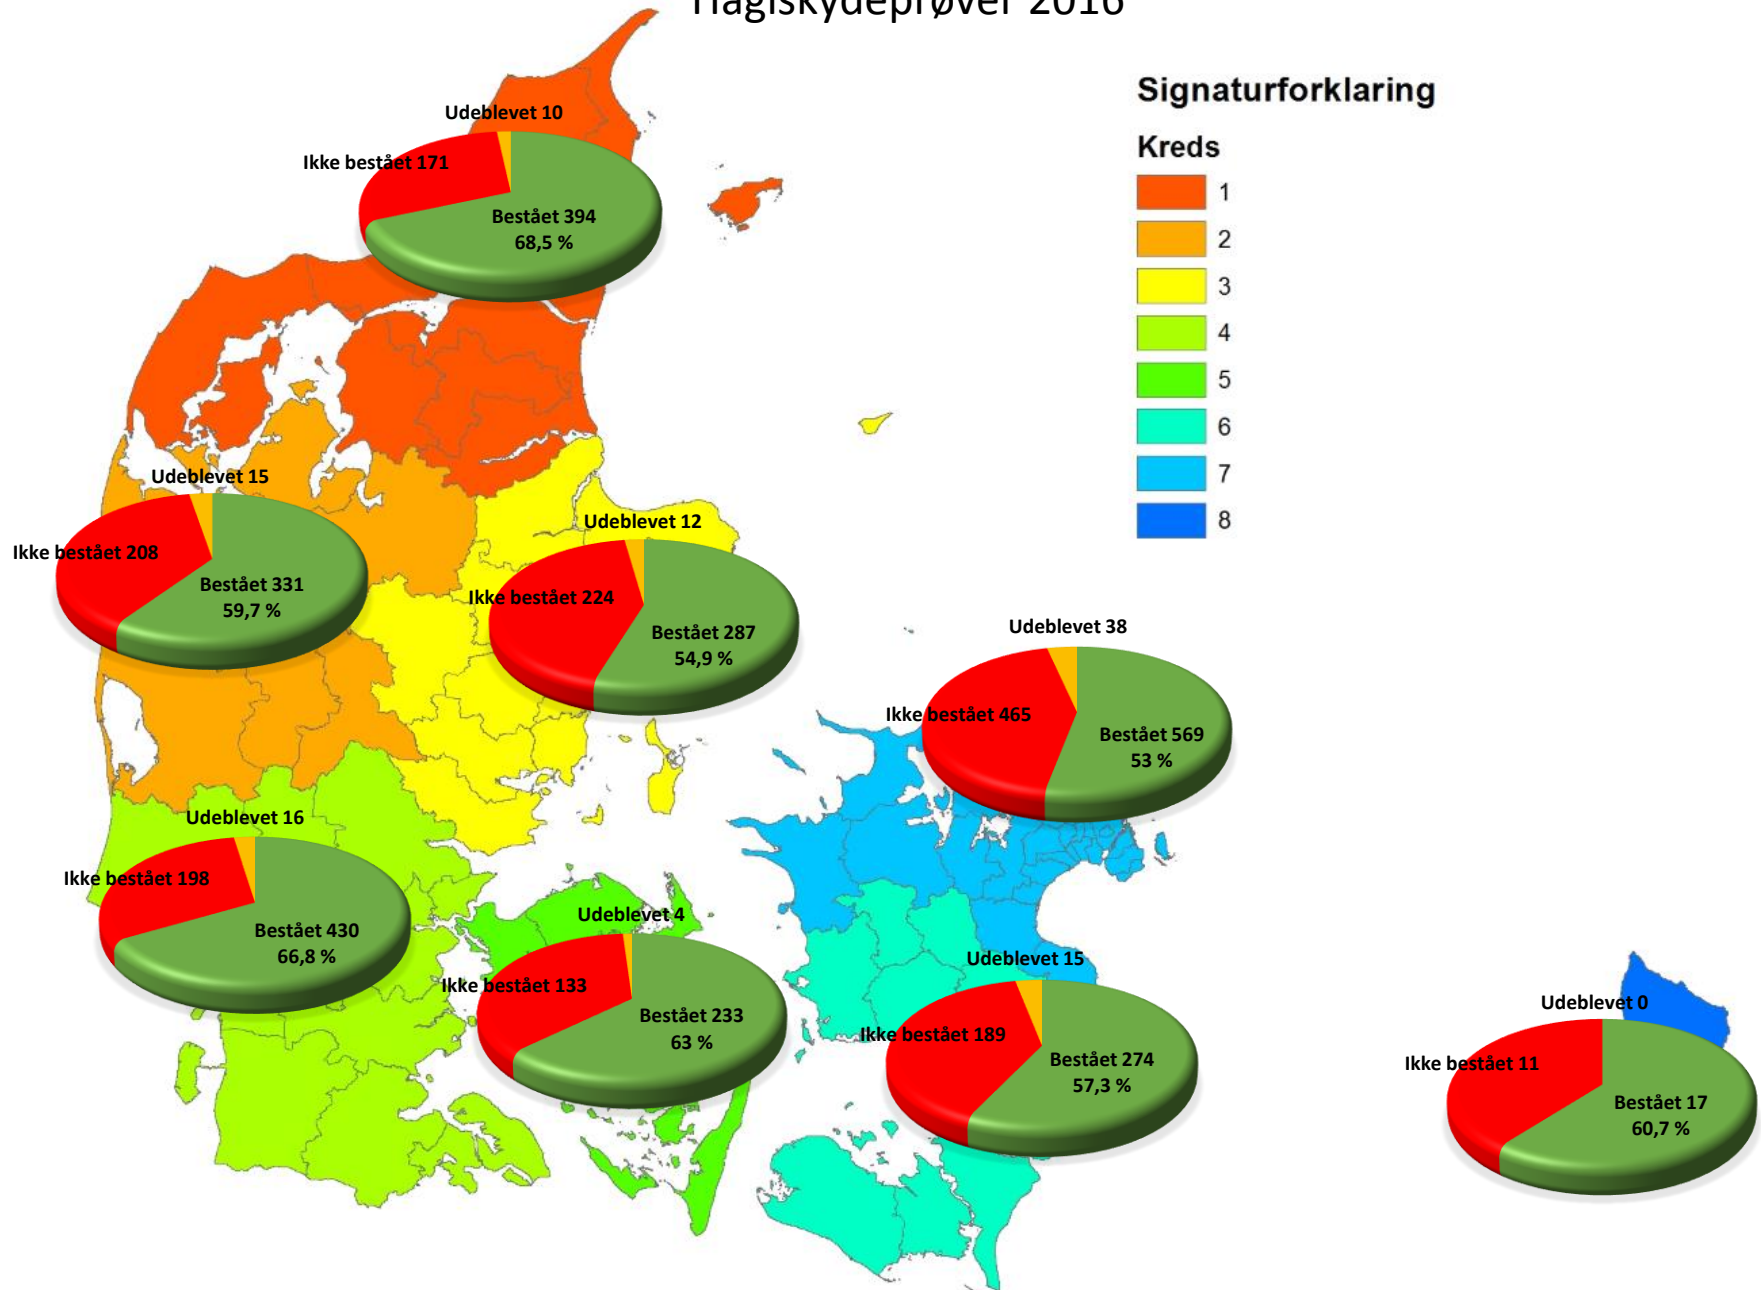 Haglskydeprøver 2016
Signaturforklaring
Kreds
1
2
3
4
5
6
7
8
Udeblevet 10
Ikke bestået 171
Bestået 394
68,5 %
Udeblevet 15
Ikke bestået 208
Bestået 331
59,7 %
Udeblevet 12
Ikke bestået 224
Bestået 287
54,9 %
Udeblevet 38
Ikke bestået 465
Bestået 569
53 %
Udeblevet 16
Ikke bestået 198
Bestået 430
66,8 %
Udeblevet 4
Ikke bestået 133
Bestået 233
63 %
Udeblevet 15
Ikke bestået 189
Bestået 274
57,3 %
Udeblevet 0
Ikke bestået 11
Bestået 17
60,7 %